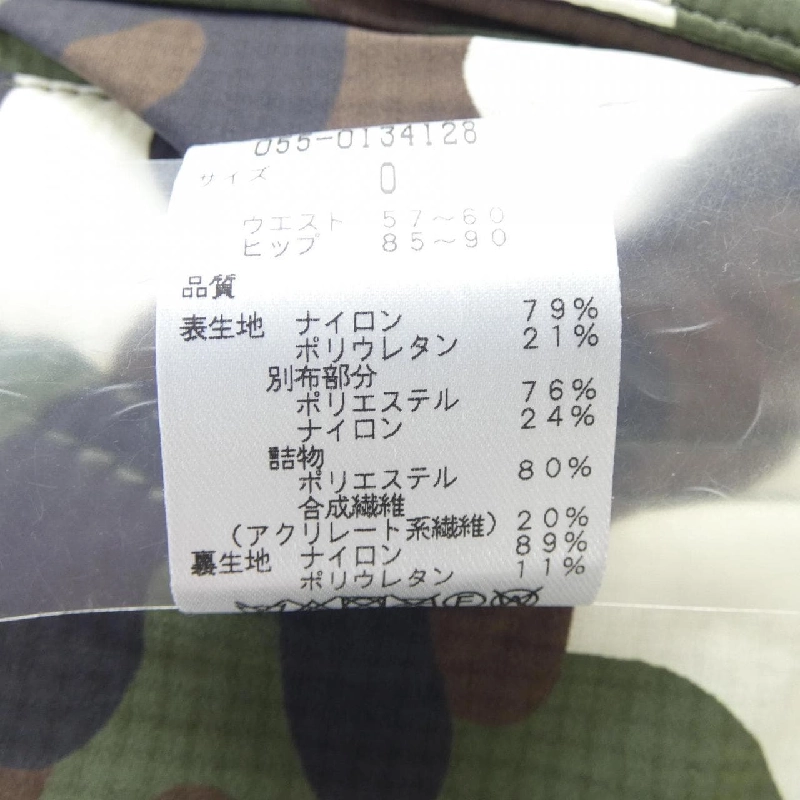 055-0134128
サイズ 0
ウエスト 57～60
ヒップ 85～90
品質
表生地 ナイロン 79%
ポリウレタン 21%
別布部分
ポリエステル 76%
ナイロン 24%
詰物
ポリエステル 80%
合成繊維
(アクリレート系繊維) 20%
裏生地 ナイロン 89%
ポリウレタン 11%